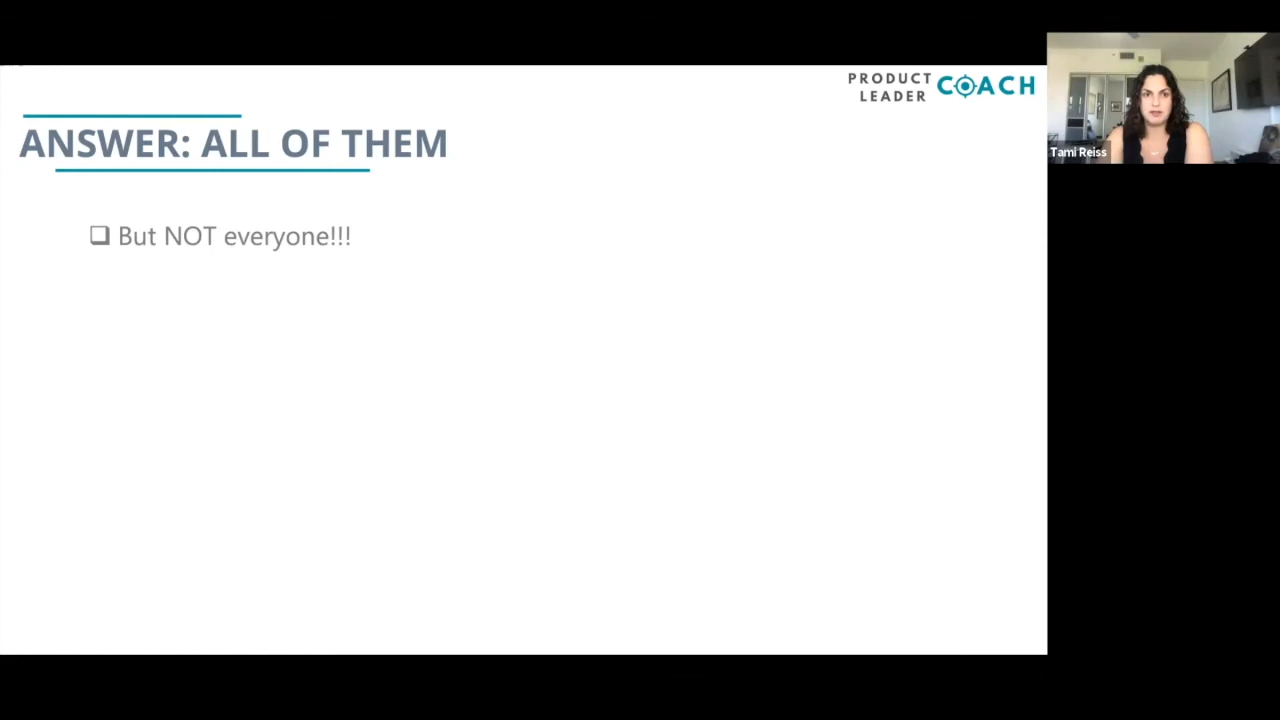 PRODUCT
LEADER
COACH
ANSWER: ALL OF THEM
❑ But NOT everyone!!!
Tami Reiss